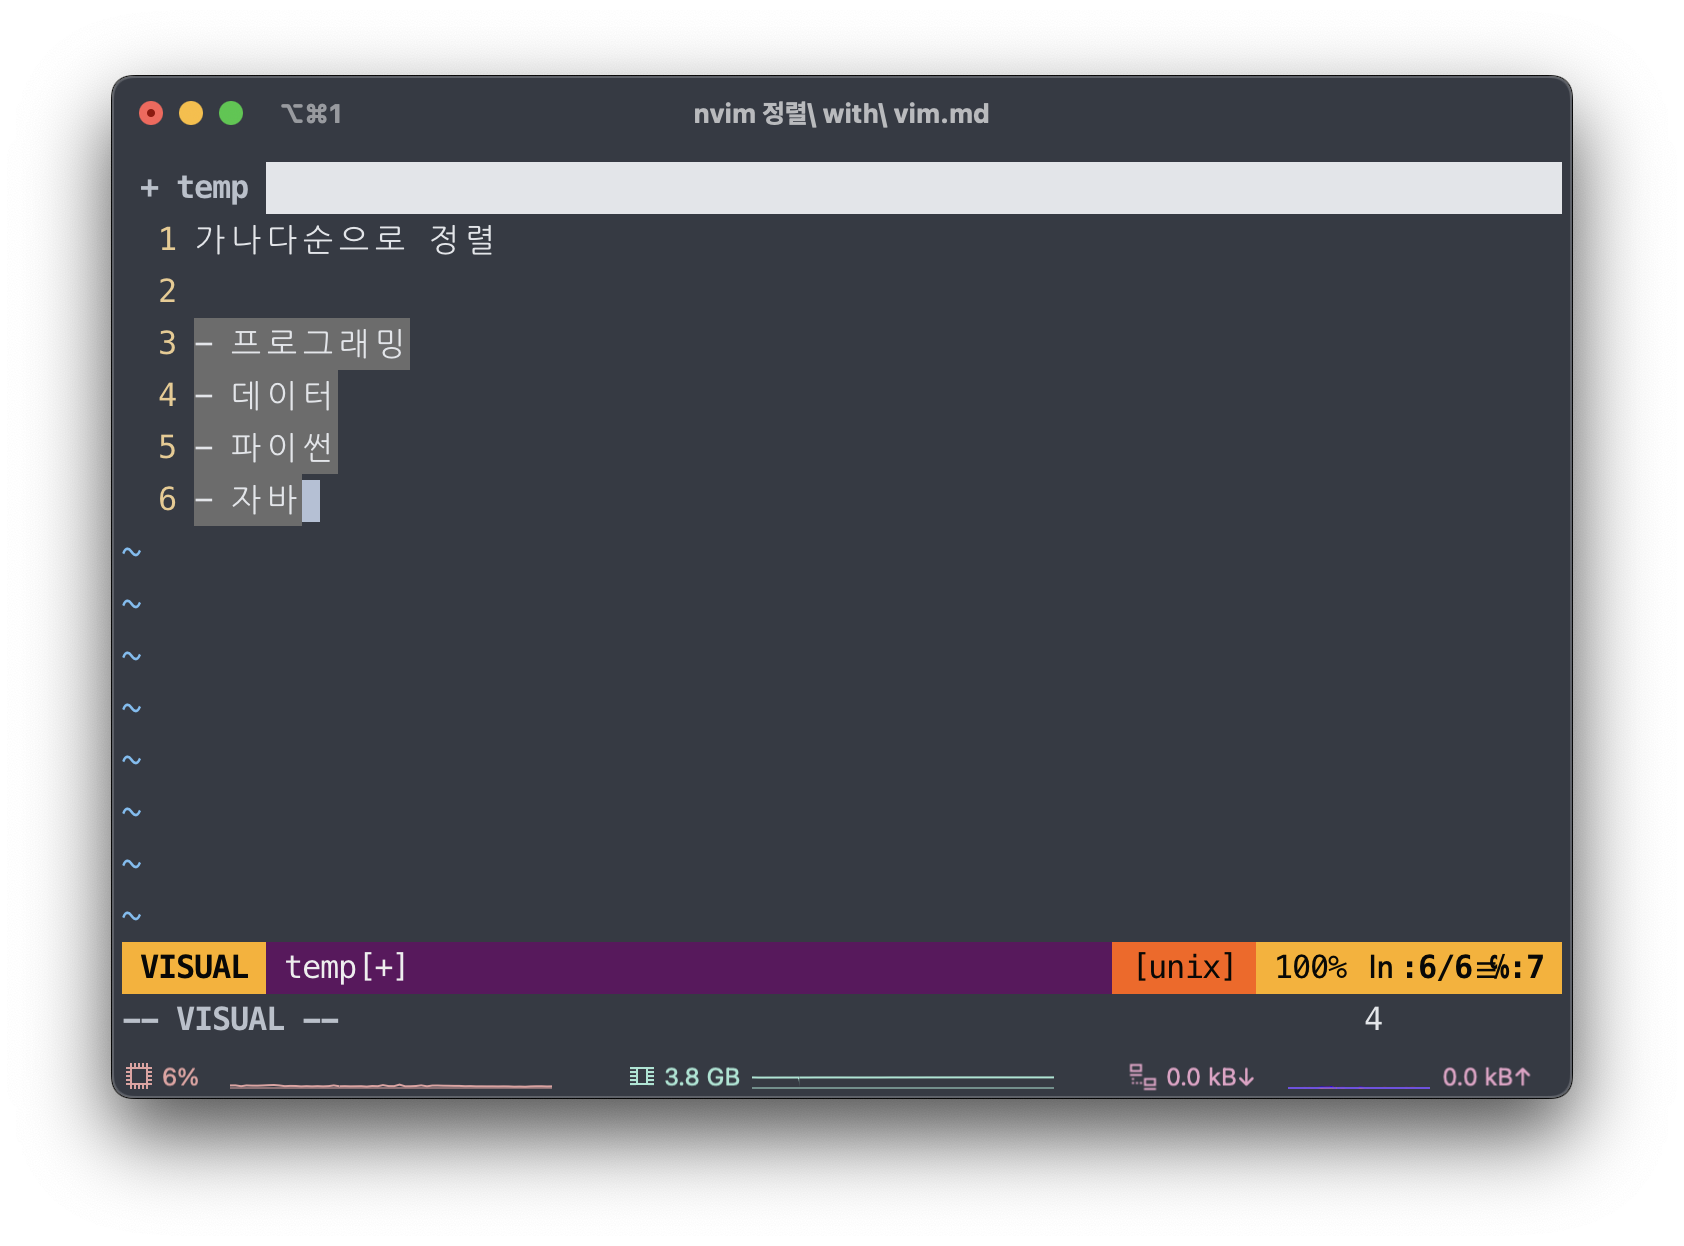 ⌥⌘1
nvim 정렬\ with\ vim.md
+ temp
1 가나다순으로 정렬
2
3 - 프로그래밍
4 - 데이터
5 - 파이썬
6 - 자바
~
~
~
~
~
~
~
~
VISUAL temp[+] [unix] 100% ln :6/6≡℅:7
-- VISUAL -- 4
6% 3.8 GB 0.0 kB↓ 0.0 kB↑